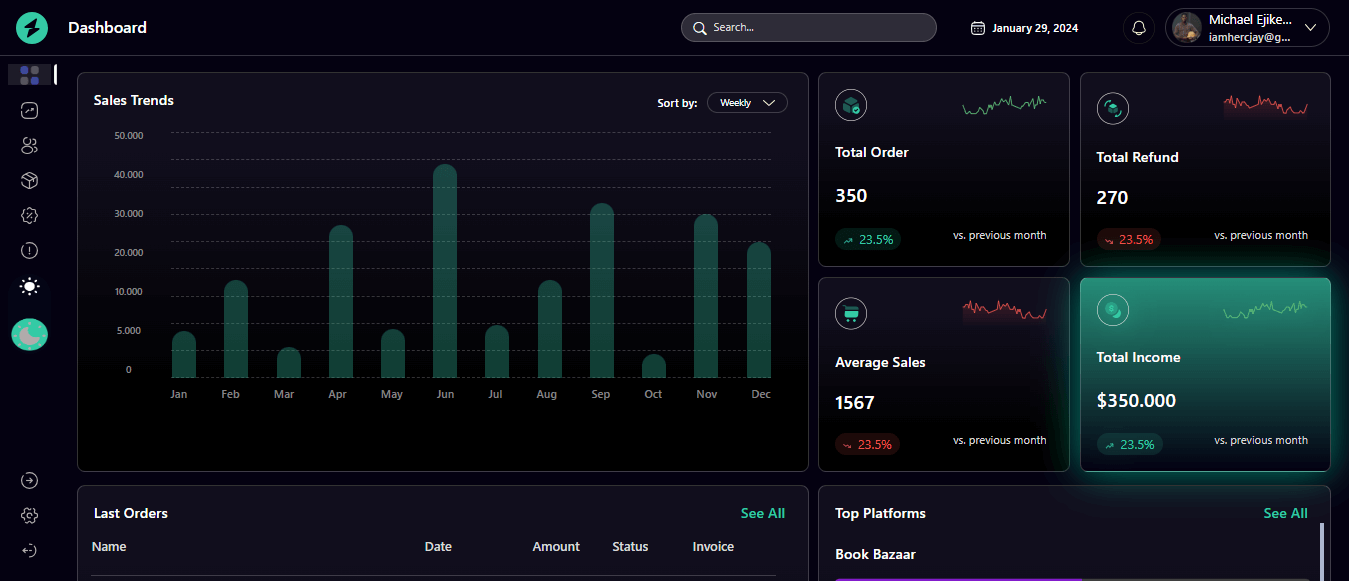 Dashboard
Search...
January 29, 2024
Michael Ejike...
iamhercjay@g...
Sales Trends
Sort by:
Weekly
50.000
40.000
30.000
20.000
10.000
5.000
0
Jan Feb Mar Apr May Jun Jul Aug Sep Oct Nov Dec
Total Order
350
23.5%
vs. previous month
Total Refund
270
23.5%
vs. previous month
Average Sales
1567
23.5%
vs. previous month
Total Income
$350.000
23.5%
vs. previous month
Last Orders
See All
Name Date Amount Status Invoice
Top Platforms
See All
Book Bazaar